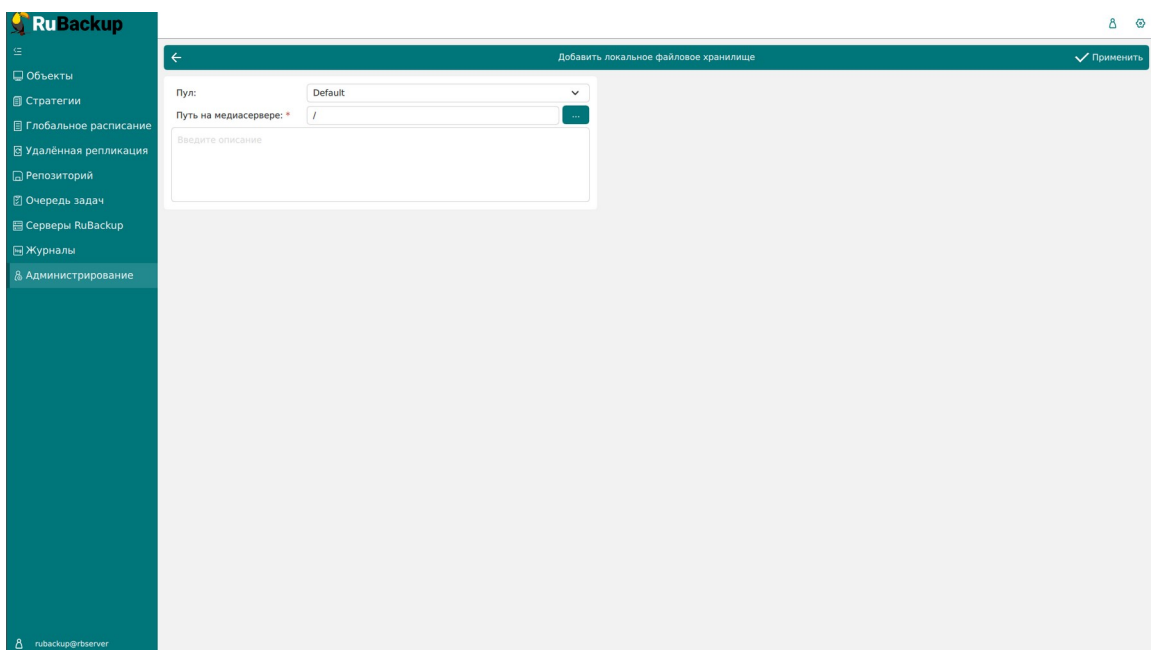 RuBackup
Объекты
Стратегии
Глобальное расписание
Удалённая репликация
Репозиторий
Очередь задач
Серверы RuBackup
Журналы
Администрирование
rubackup@rbserver
Добавить локальное файловое хранилище
Применить
Пул: Default
Путь на медиасервере: * / ...
Введите описание